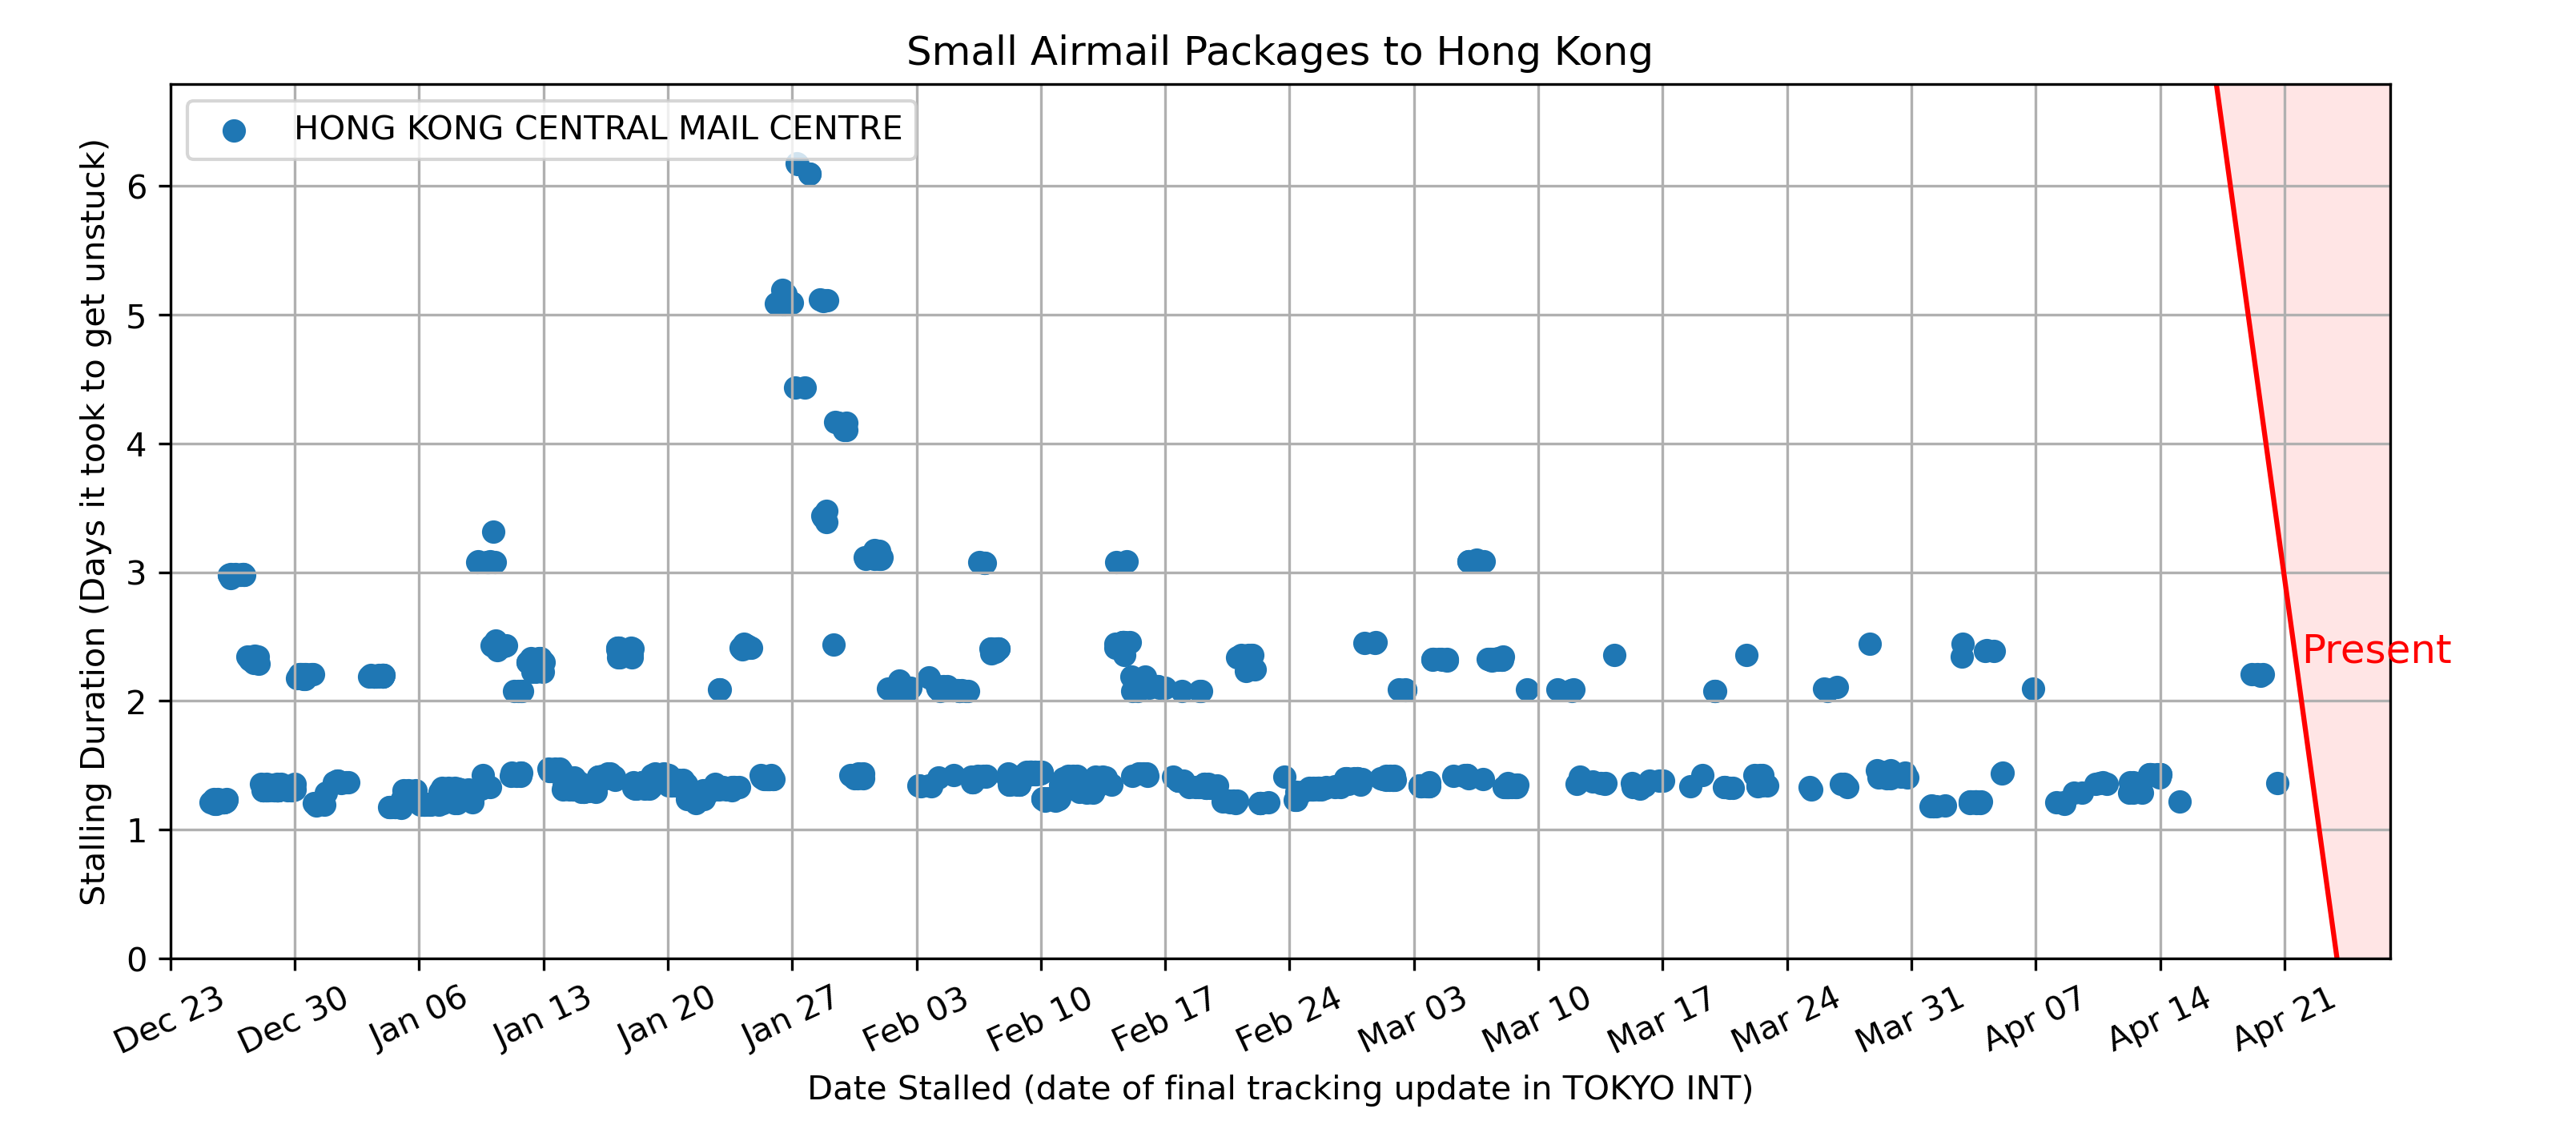 Small Airmail Packages to Hong Kong
HONG KONG CENTRAL MAIL CENTRE
Stalling Duration (Days it took to get unstuck)
6
5
4
3
2
1
0
Present
Dec 23
Dec 30
Jan 06
Jan 13
Jan 20
Jan 27
Feb 03
Feb 10
Feb 17
Feb 24
Mar 03
Mar 10
Mar 17
Mar 24
Mar 31
Apr 07
Apr 14
Apr 21
Date Stalled (date of final tracking update in TOKYO INT)